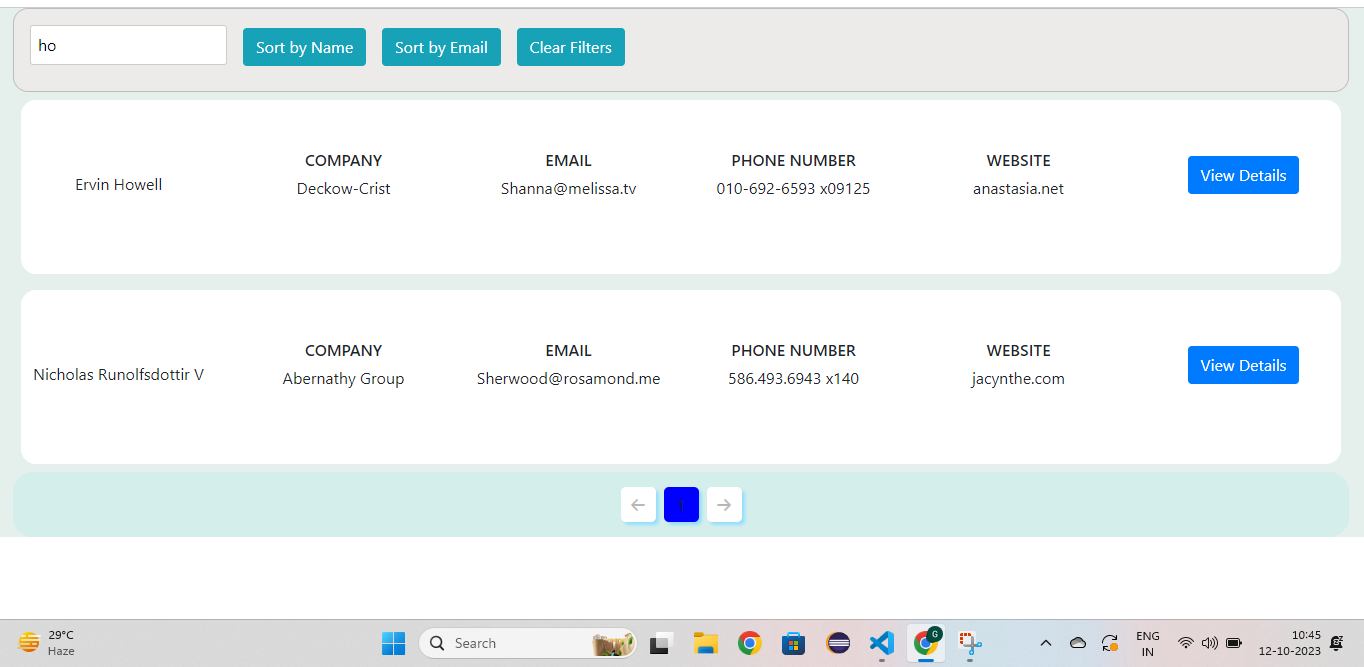 ho
Sort by Name
Sort by Email
Clear Filters
Ervin Howell
COMPANY
Deckow-Crist
EMAIL
Shanna@melissa.tv
PHONE NUMBER
010-692-6593 x09125
WEBSITE
anastasia.net
View Details
Nicholas Runolfsdottir V
COMPANY
Abernathy Group
EMAIL
Sherwood@rosamond.me
PHONE NUMBER
586.493.6943 x140
WEBSITE
jacynthe.com
View Details
1
29°C
Haze
Search
G
ENG
IN
10:45
12-10-2023